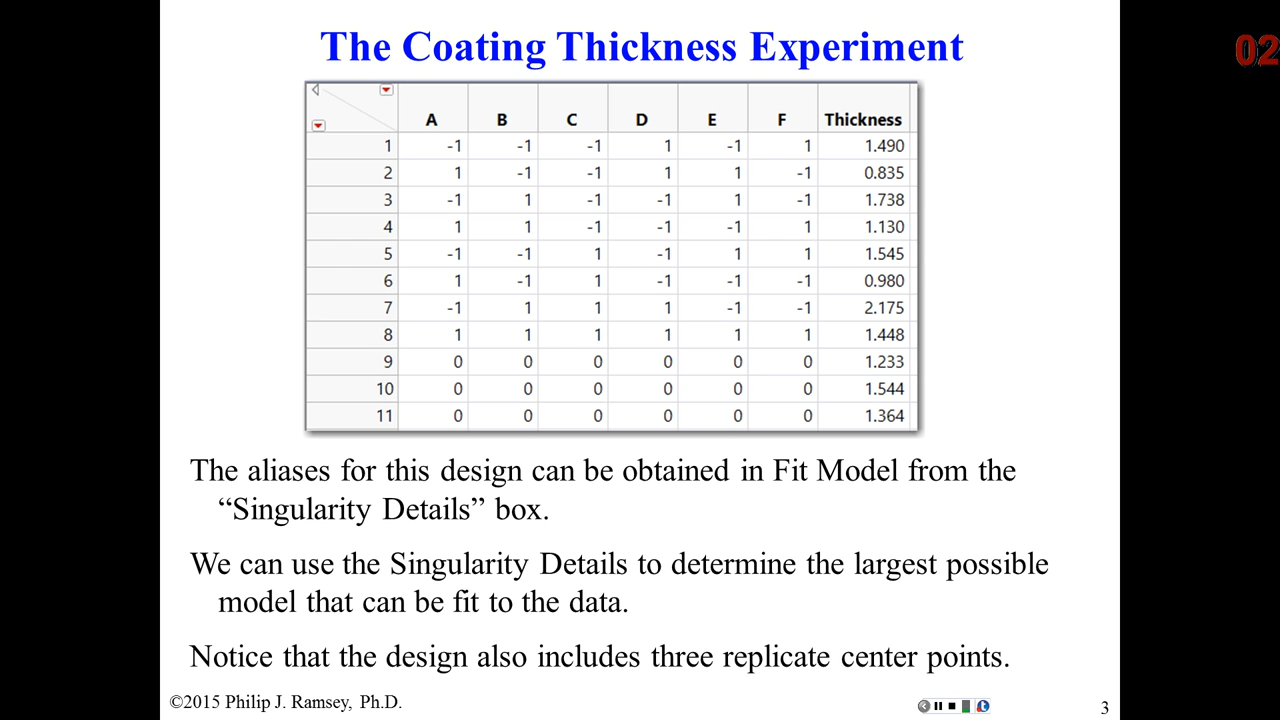 The Coating Thickness Experiment
02
A B C D E F Thickness
1 -1 -1 -1 1 -1 1 1.490
2 1 -1 -1 1 1 -1 0.835
3 -1 1 -1 -1 1 -1 1.738
4 1 1 -1 -1 -1 1 1.130
5 -1 -1 1 -1 1 1 1.545
6 1 -1 1 -1 -1 -1 0.980
7 -1 1 1 1 -1 -1 2.175
8 1 1 1 1 1 1 1.448
9 0 0 0 0 0 0 1.233
10 0 0 0 0 0 0 1.544
11 0 0 0 0 0 0 1.364
The aliases for this design can be obtained in Fit Model from the
“Singularity Details” box.
We can use the Singularity Details to determine the largest possible
model that can be fit to the data.
Notice that the design also includes three replicate center points.
©2015 Philip J. Ramsey, Ph.D.
3